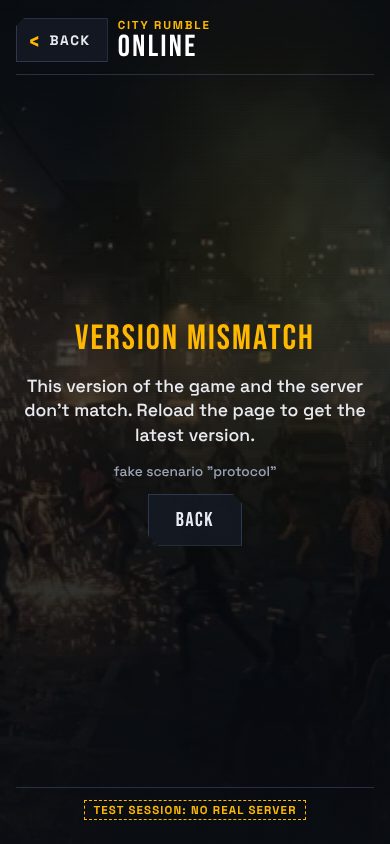 < BACK
CITY RUMBLE
ONLINE
VERSION MISMATCH
This version of the game and the server
don't match. Reload the page to get the
latest version.
fake scenario "protocol"
BACK
TEST SESSION: NO REAL SERVER